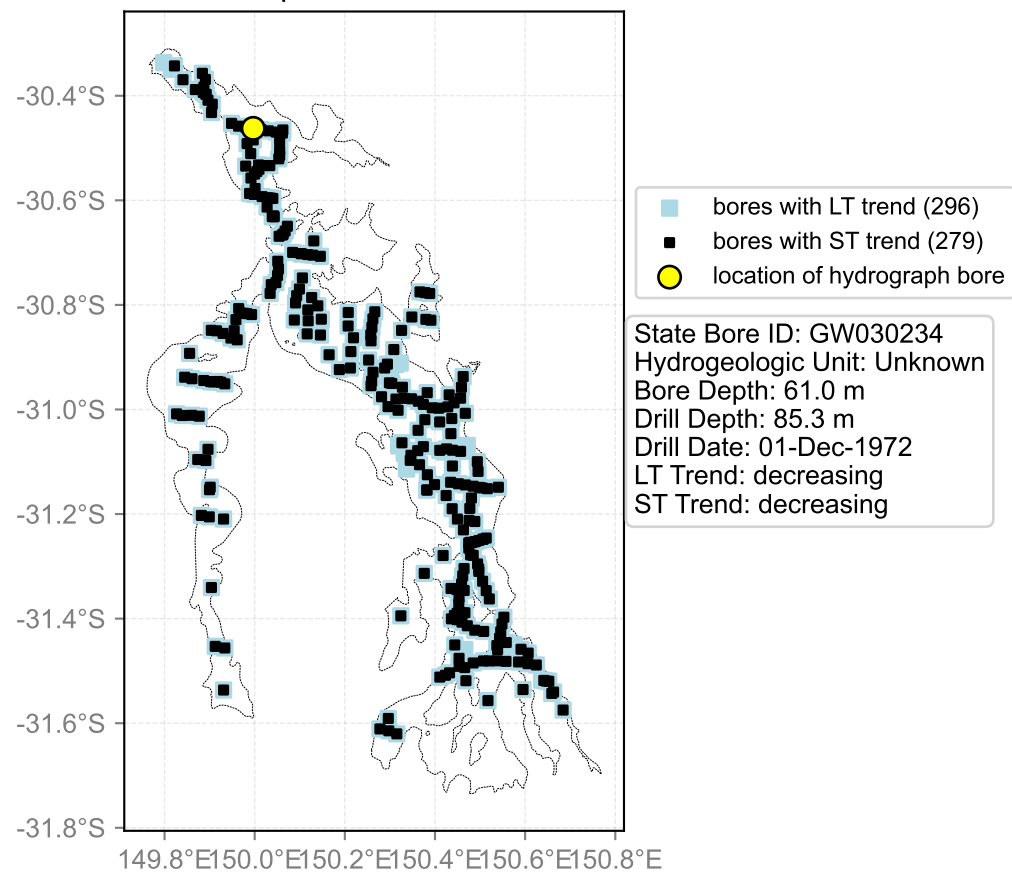 -30.4°S
-30.6°S
-30.8°S
-31.0°S
-31.2°S
-31.4°S
-31.6°S
-31.8°S
149.8°E150.0°E150.2°E150.4°E150.6°E150.8°E
bores with LT trend (296)
bores with ST trend (279)
location of hydrograph bore
State Bore ID: GW030234
Hydrogeologic Unit: Unknown
Bore Depth: 61.0 m
Drill Depth: 85.3 m
Drill Date: 01-Dec-1972
LT Trend: decreasing
ST Trend: decreasing